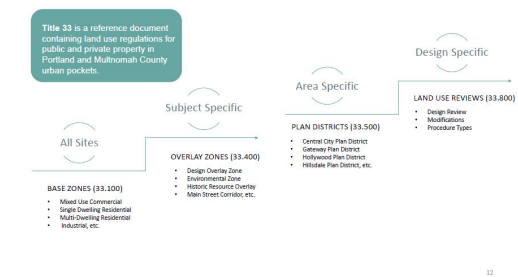 Title 33 is a reference document
containing land use regulations for
public and private property in
Portland and Multnomah County
urban pockets.
All Sites
BASE ZONES (33.100)
• Mixed Use Commercial
• Single Dwelling Residential
• Multi-Dwelling Residential
• Industrial, etc.
Subject Specific
OVERLAY ZONES (33.400)
• Design Overlay Zone
• Environmental Zone
• Historic Resource Overlay
• Main Street Corridor, etc.
Area Specific
PLAN DISTRICTS (33.500)
• Central City Plan District
• Gateway Plan District
• Hollywood Plan District
• Hillsdale Plan District, etc.
Design Specific
LAND USE REVIEWS (33.800)
• Design Review
• Modifications
• Procedure Types
12